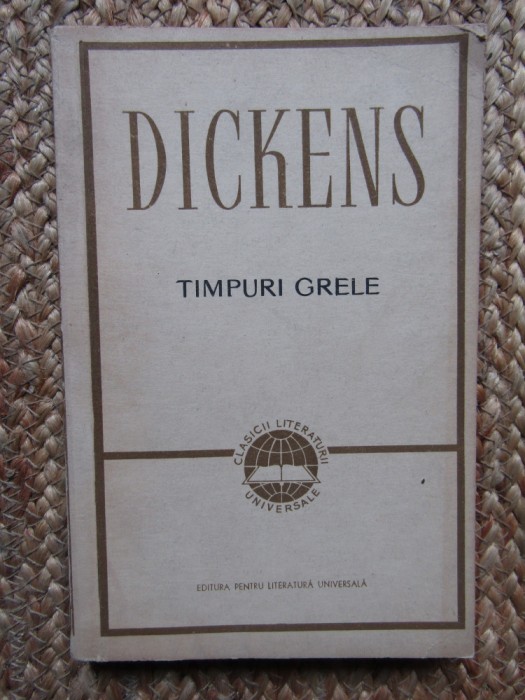 DICKENS
TIMPURI GRELE
CLASICII LITERATURII
UNIVERSALE
EDITURA PENTRU LITERATURĂ UNIVERSALĂ